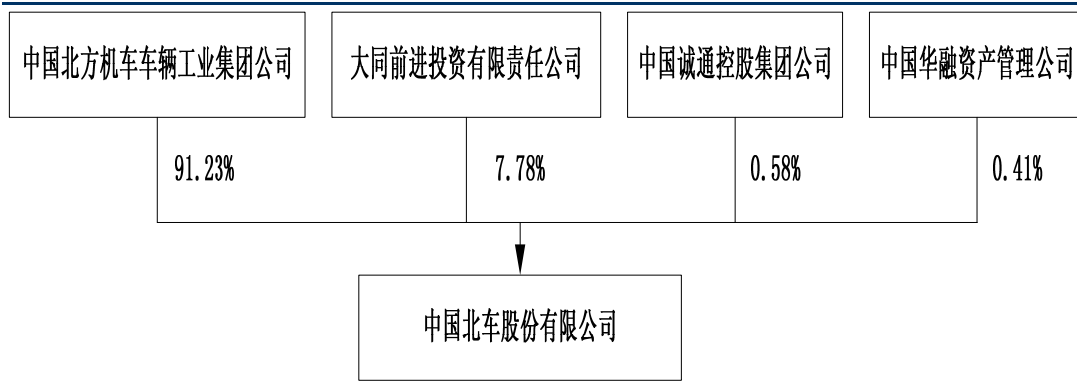 中国北方机车车辆工业集团公司
大同前进投资有限责任公司
中国诚通控股集团公司
中国华融资产管理公司
91.23%
7.78%
0.58%
0.41%
中国北车股份有限公司